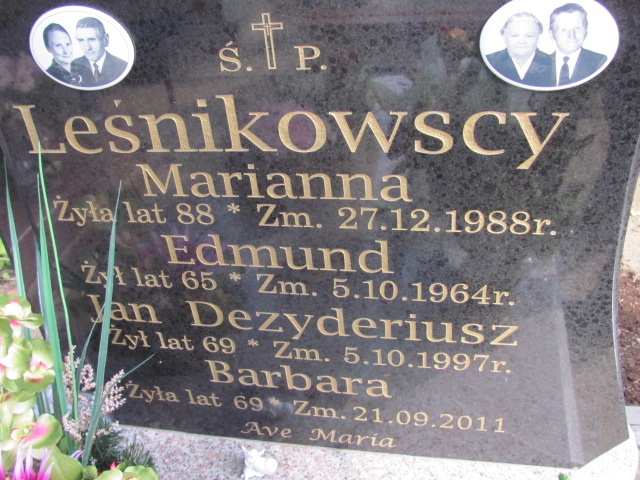 Ś. P.
Leśnikowscy
Marianna
Żyła lat 88 * Zm. 27.12.1988r.
Edmund
Żył lat 65 * Zm. 5.10.1964r.
Jan Dezyderiusz
Żył lat 69 * Zm. 5.10.1997r.
Barbara
Żyła lat 69 * Zm. 21.09.2011
Ave Maria